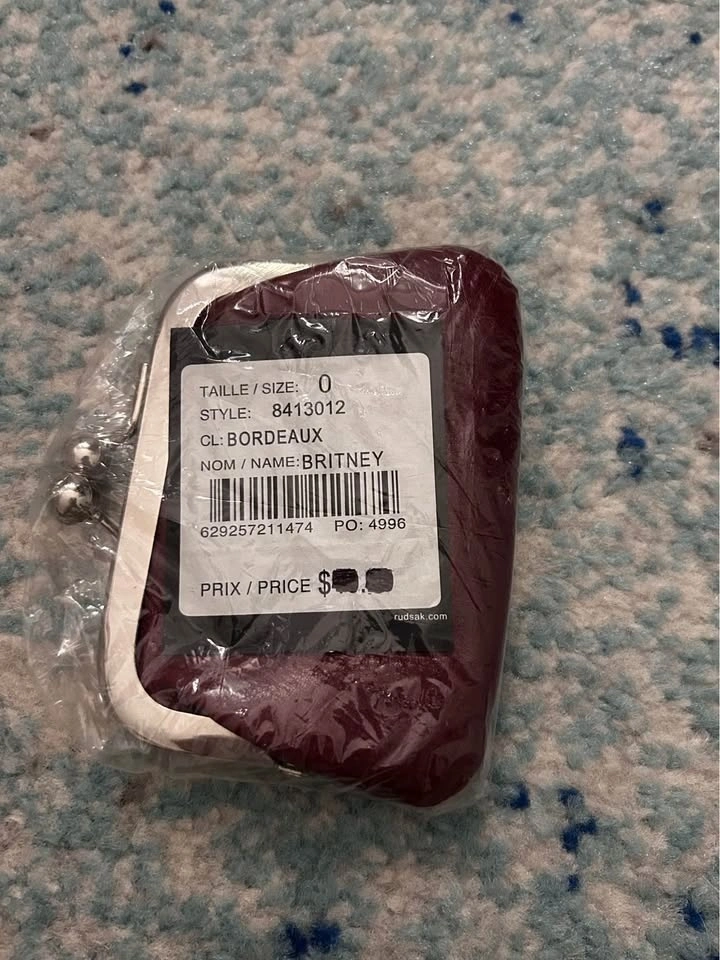 TAILLE / SIZE: 0
STYLE: 8413012
CL: BORDEAUX
NOM / NAME: BRITNEY
629257211474 PO: 4996
PRIX / PRICE $
rudsak.com